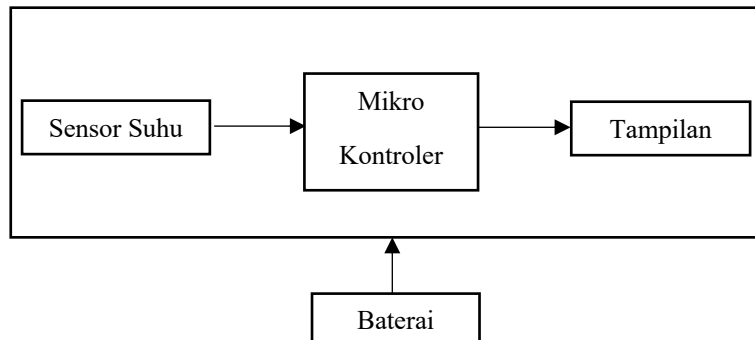 Sensor Suhu
Mikro
Kontroler
Tampilan
Baterai